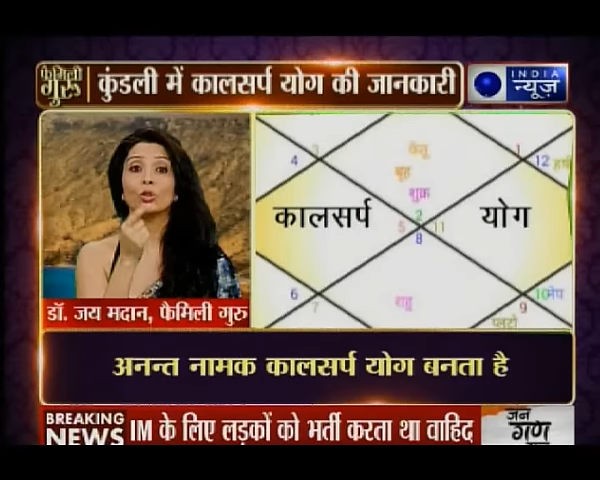 फैमिली
गुरु
कुंडली में कालसर्प योग की जानकारी
INDIA
न्यूज़
केतु
3
4
बृह
1
12
शुक्र
कालसर्प योग
2
5
11
8
6
7
राहु
10
नेप
9
प्लूटो
डॉ. जय मदान, फैमिली गुरु
अनन्त नामक कालसर्प योग बनता है
BREAKING
NEWS
IM के लिए लड़कों को भर्ती करता था वाहिद
जन
गण